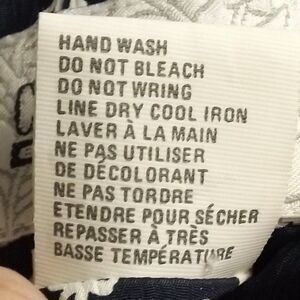 HAND WASH
DO NOT BLEACH
DO NOT WRING
LINE DRY COOL IRON
LAVER À LA MAIN
NE PAS UTILISER
DE DÉCOLORANT
NE PAS TORDRE
ETENDRE POUR SÉCHER
REPASSER À TRÈS
BASSE TEMPÉRATURE